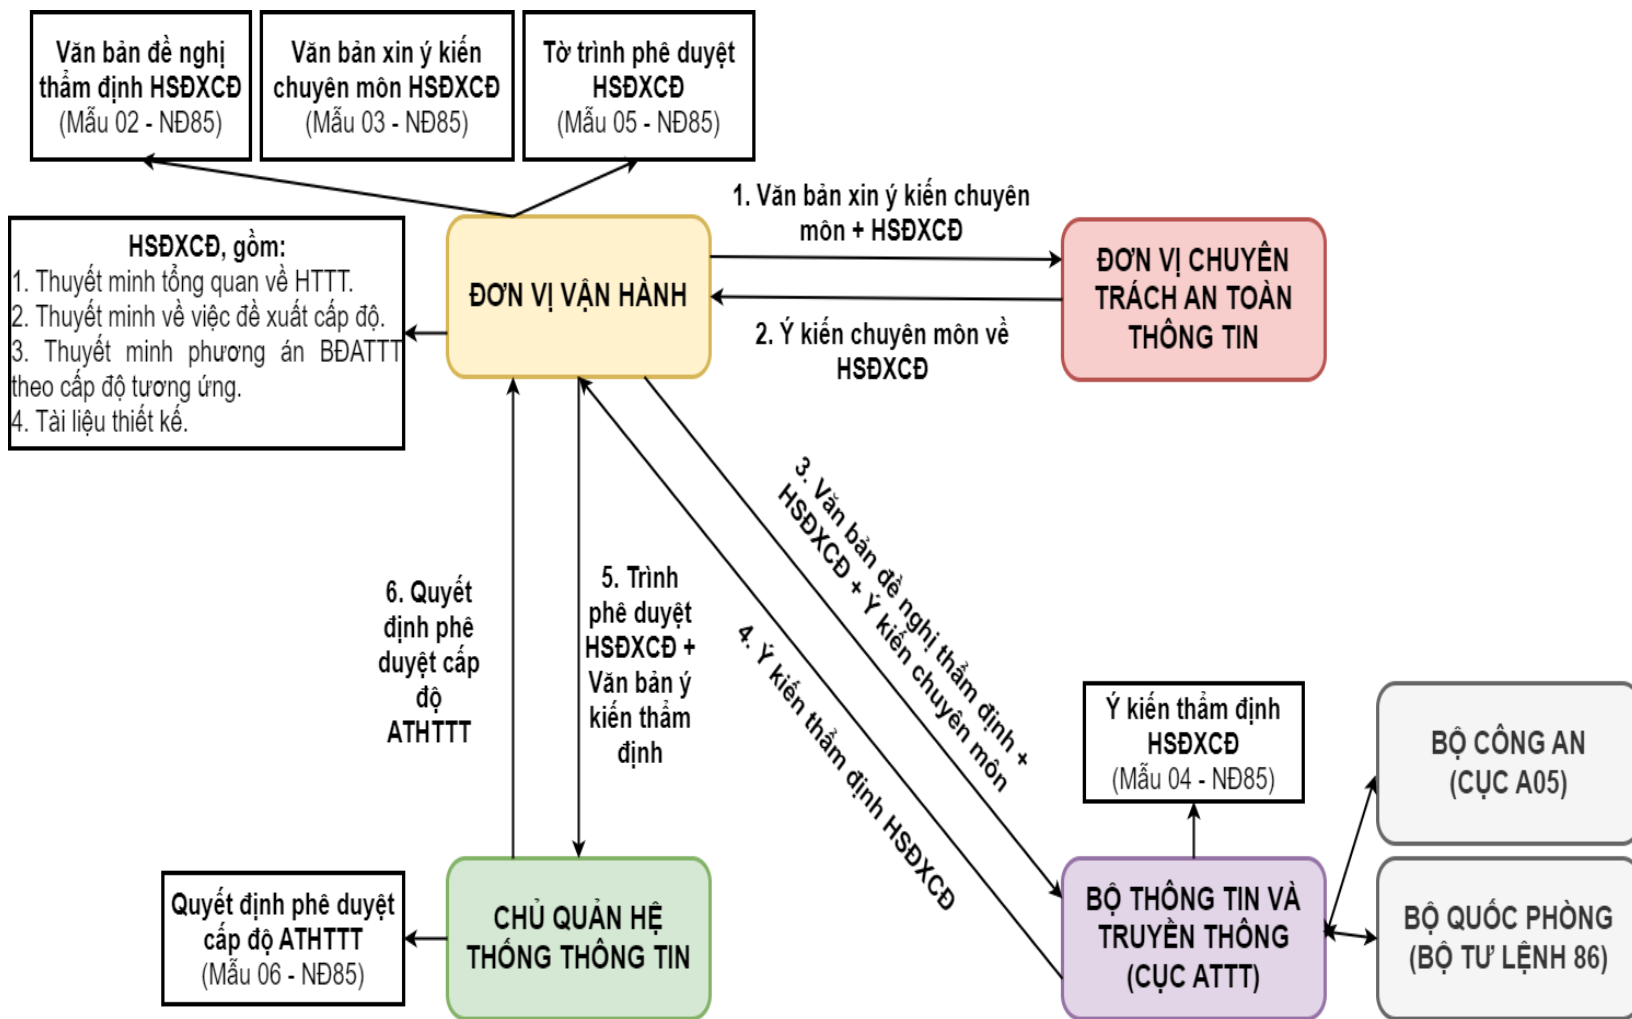 Văn bản đề nghị
thẩm định HSĐXCĐ
(Mẫu 02 - NĐ85)
Văn bản xin ý kiến
chuyên môn HSĐXCĐ
(Mẫu 03 - NĐ85)
Tờ trình phê duyệt
HSĐXCĐ
(Mẫu 05 - NĐ85)
HSĐXCĐ, gồm:
1. Thuyết minh tổng quan về HTTT.
2. Thuyết minh về việc đề xuất cấp độ.
3. Thuyết minh phương án BĐATTT
theo cấp độ tương ứng.
4. Tài liệu thiết kế.
ĐƠN VỊ VẬN HÀNH
1. Văn bản xin ý kiến chuyên
môn + HSĐXCĐ
2. Ý kiến chuyên môn về
HSĐXCĐ
ĐƠN VỊ CHUYÊN
TRÁCH AN TOÀN
THÔNG TIN
3. Văn bản đề nghị thẩm định +
HSĐXCĐ + Ý kiến chuyên môn
4. Ý kiến thẩm định HSĐXCĐ
5. Trình
phê duyệt
HSĐXCĐ +
Văn bản ý
kiến thẩm
định
6. Quyết
định phê
duyệt cấp
độ
ATHTTT
Quyết định phê duyệt
cấp độ ATHTTT
(Mẫu 06 - NĐ85)
CHỦ QUẢN HỆ
THỐNG THÔNG TIN
Ý kiến thẩm định
HSĐXCĐ
(Mẫu 04 - NĐ85)
BỘ THÔNG TIN VÀ
TRUYỀN THÔNG
(CỤC ATTT)
BỘ CÔNG AN
(CỤC A05)
BỘ QUỐC PHÒNG
(BỘ TƯ LỆNH 86)